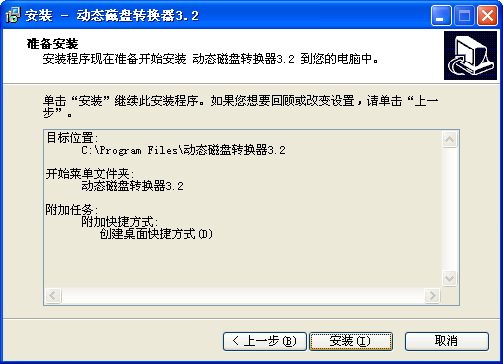 安装 - 动态磁盘转换器3.2
准备安装
安装程序现在准备开始安装 动态磁盘转换器3.2 到您的电脑中。
单击“安装”继续此安装程序。如果您想要回顾或改变设置，请单击“上一
步”。
目标位置:
C:\Program Files\动态磁盘转换器3.2
开始菜单文件夹:
动态磁盘转换器3.2
附加任务:
附加快捷方式:
创建桌面快捷方式(D)
< 上一步(B)
安装(I)
取消